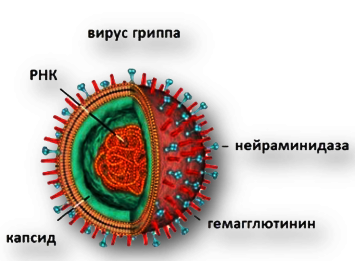 вирус гриппа
РНК
нейраминидаза
гемагглютинин
капсид